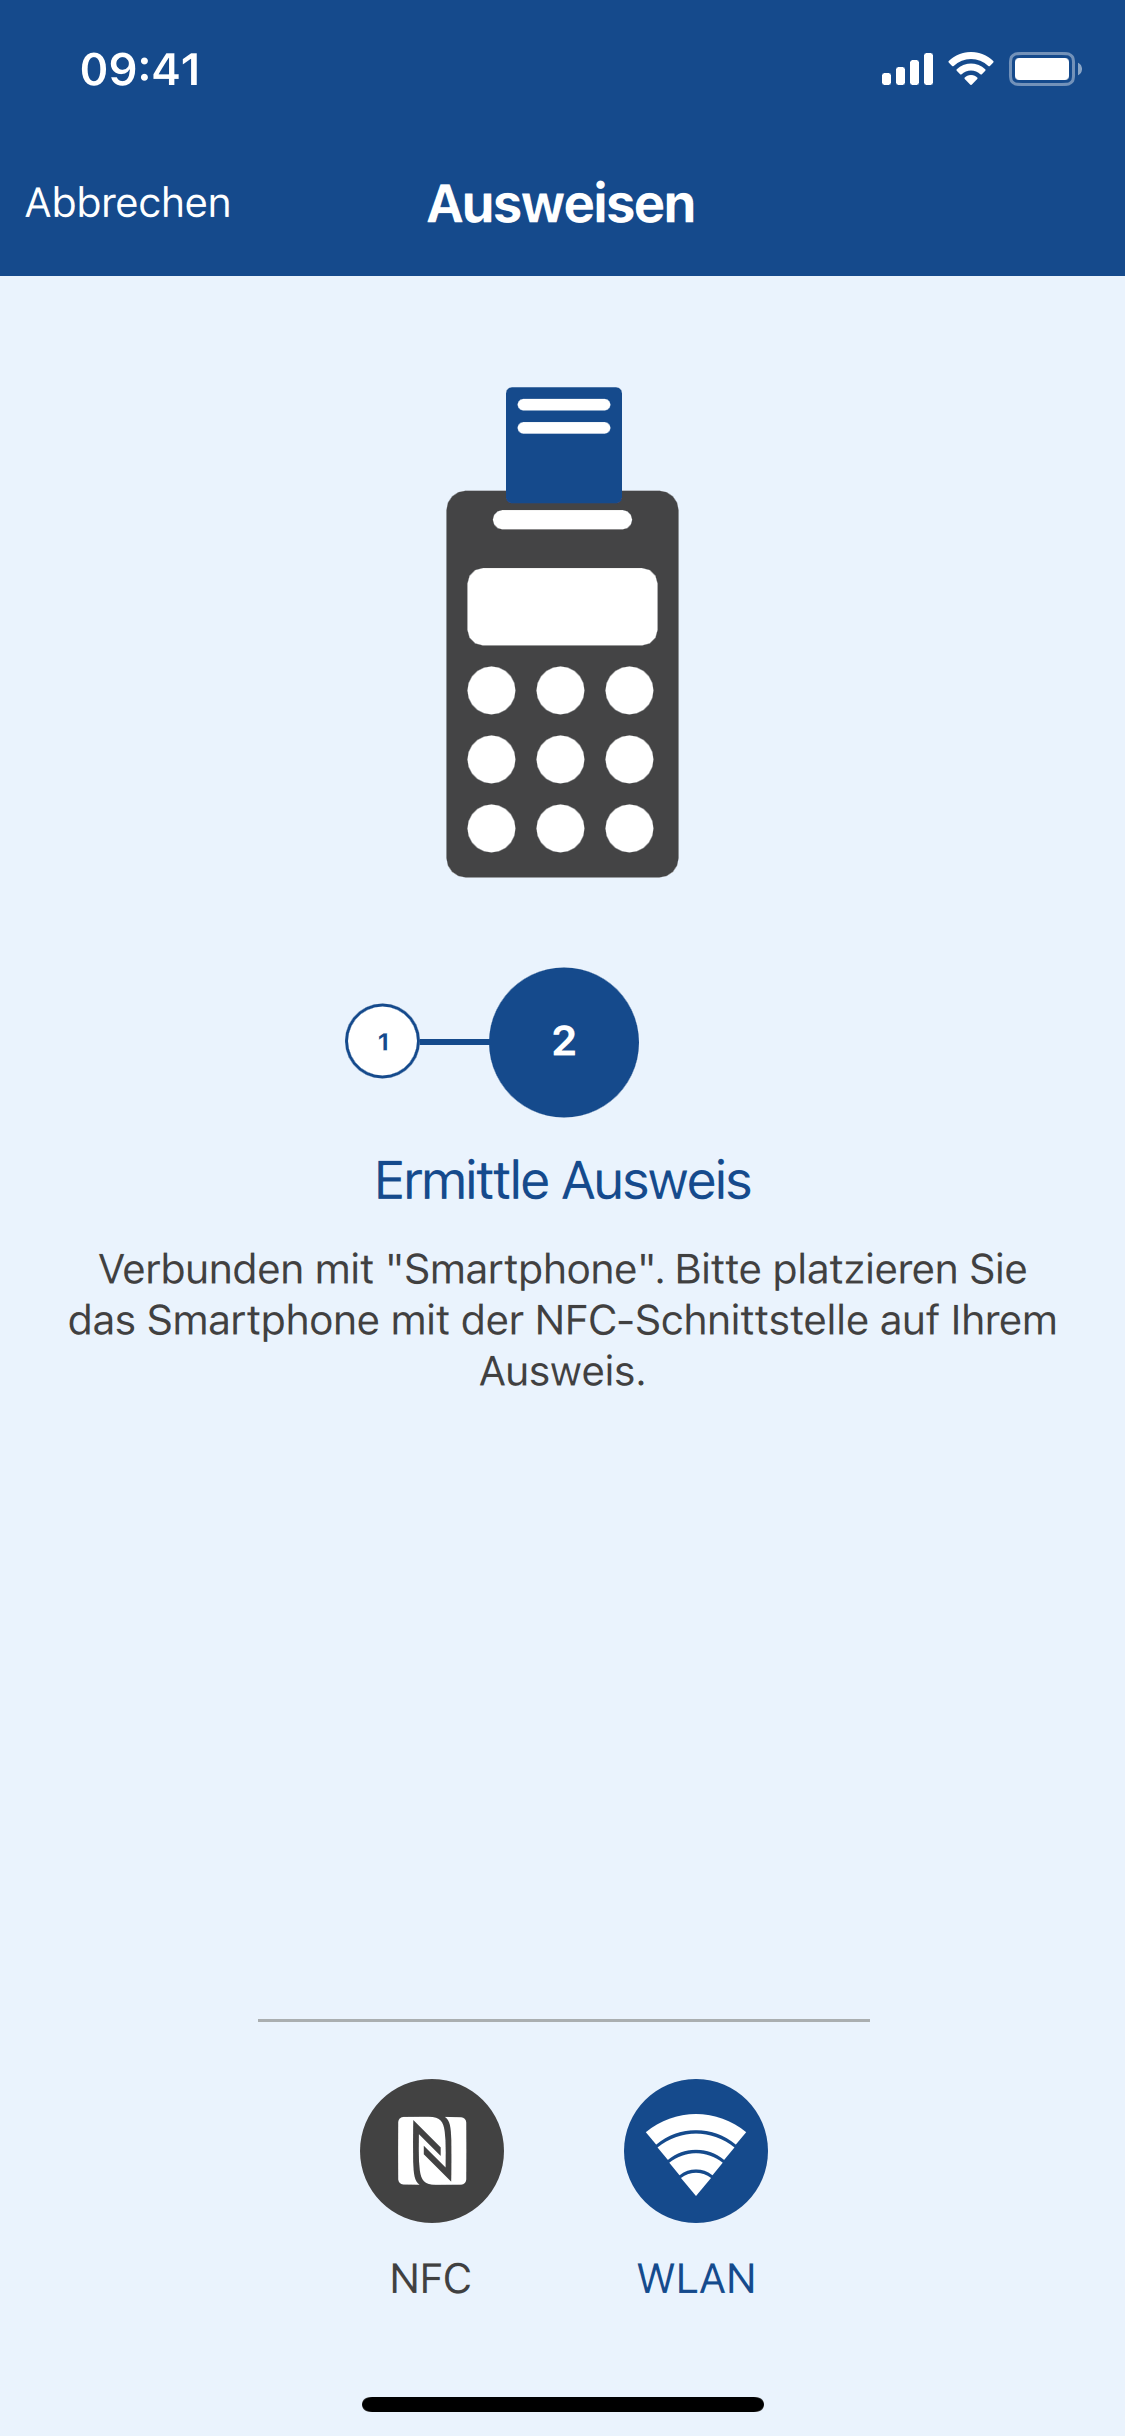 09:41
Abbrechen
Ausweisen
1
2
Ermittle Ausweis
Verbunden mit "Smartphone". Bitte platzieren Sie
das Smartphone mit der NFC-Schnittstelle auf Ihrem
Ausweis.
NFC
WLAN